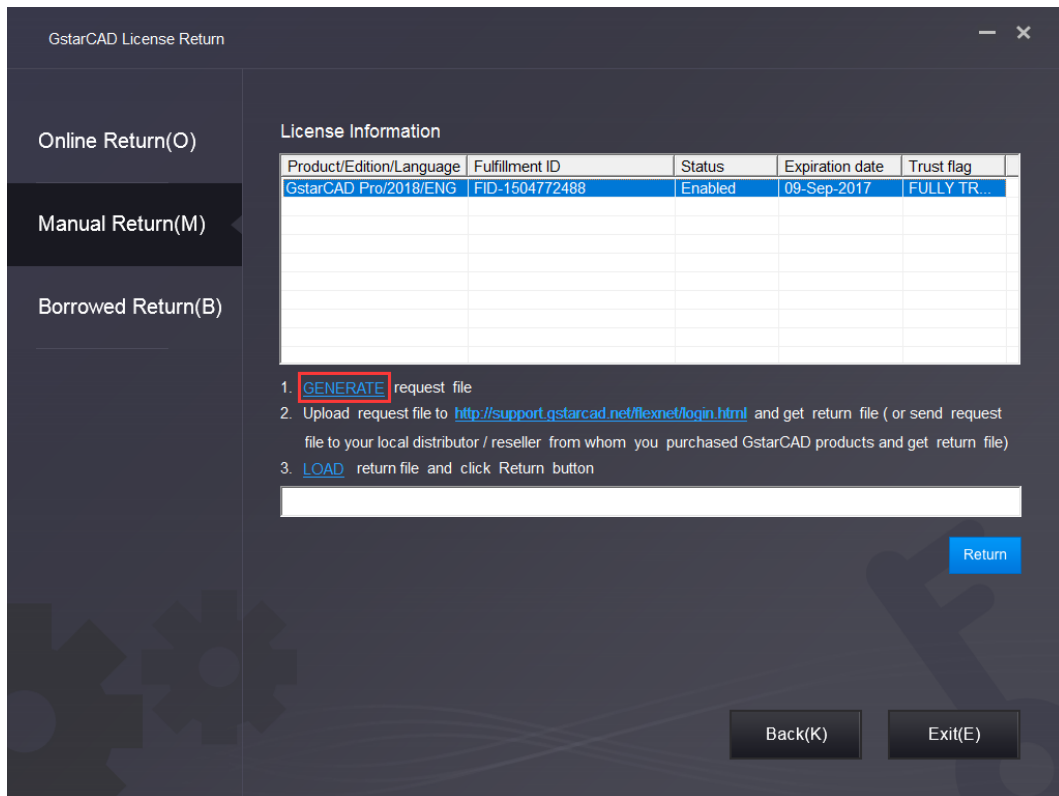 GstarCAD License Return
Online Return(O)
Manual Return(M)
Borrowed Return(B)
License Information
Product/Edition/Language Fulfillment ID Status Expiration date Trust flag
GstarCAD Pro/2018/ENG FID-1504772488 Enabled 09-Sep-2017 FULLY TR...
1. GENERATE request file
2. Upload request file to http://support.gstarcad.net/flexnet/login.html and get return file ( or send request
file to your local distributor / reseller from whom you purchased GstarCAD products and get return file)
3. LOAD return file and click Return button
Return
Back(K) Exit(E)